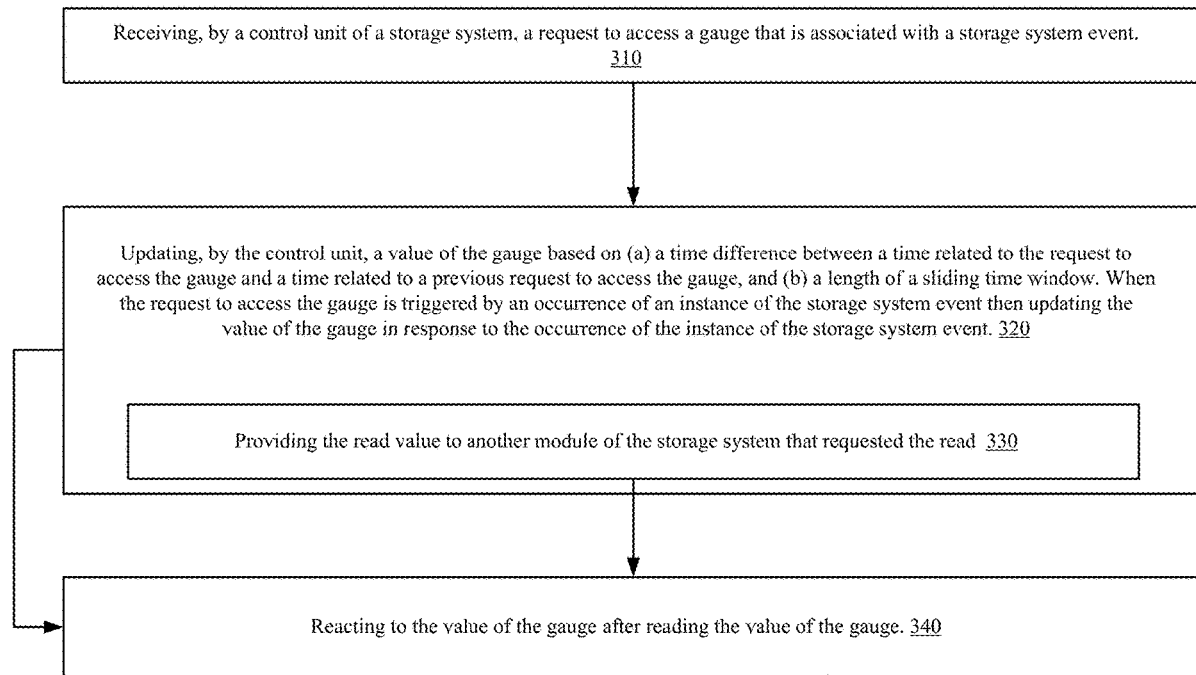 Receiving, by a control unit of a storage system, a request to access a gauge that is associated with a storage system event.
310
Updating, by the control unit, a value of the gauge based on (a) a time difference between a time related to the request to
access the gauge and a time related to a previous request to access the gauge, and (b) a length of a sliding time window. When
the request to access the gauge is triggered by an occurrence of an instance of the storage system event then updating the
value of the gauge in response to the occurrence of the instance of the storage system event. 320
Providing the read value to another module of the storage system that requested the read 330
Reacting to the value of the gauge after reading the value of the gauge. 340